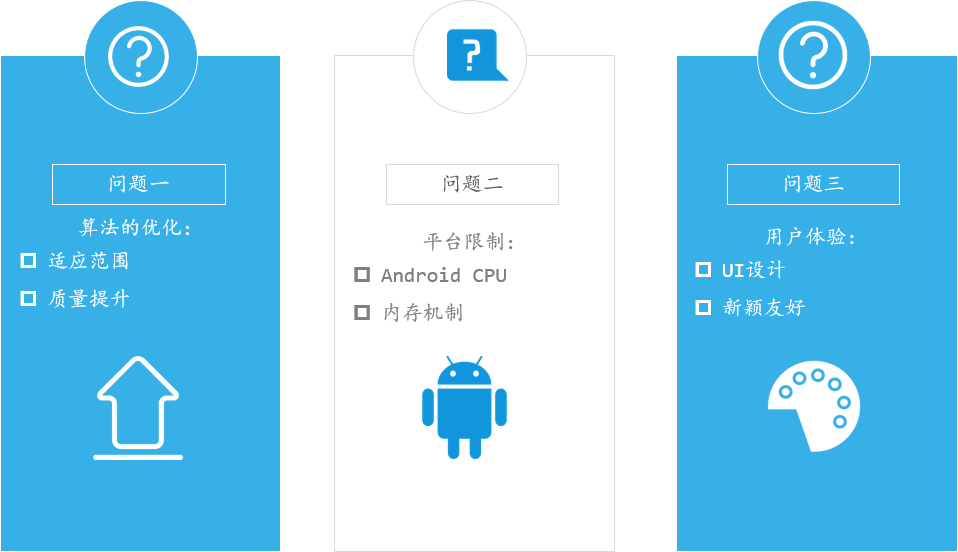 问题一
算法的优化:
适应范围
质量提升
问题二
平台限制:
Android CPU
内存机制
问题三
用户体验:
UI设计
新颖友好